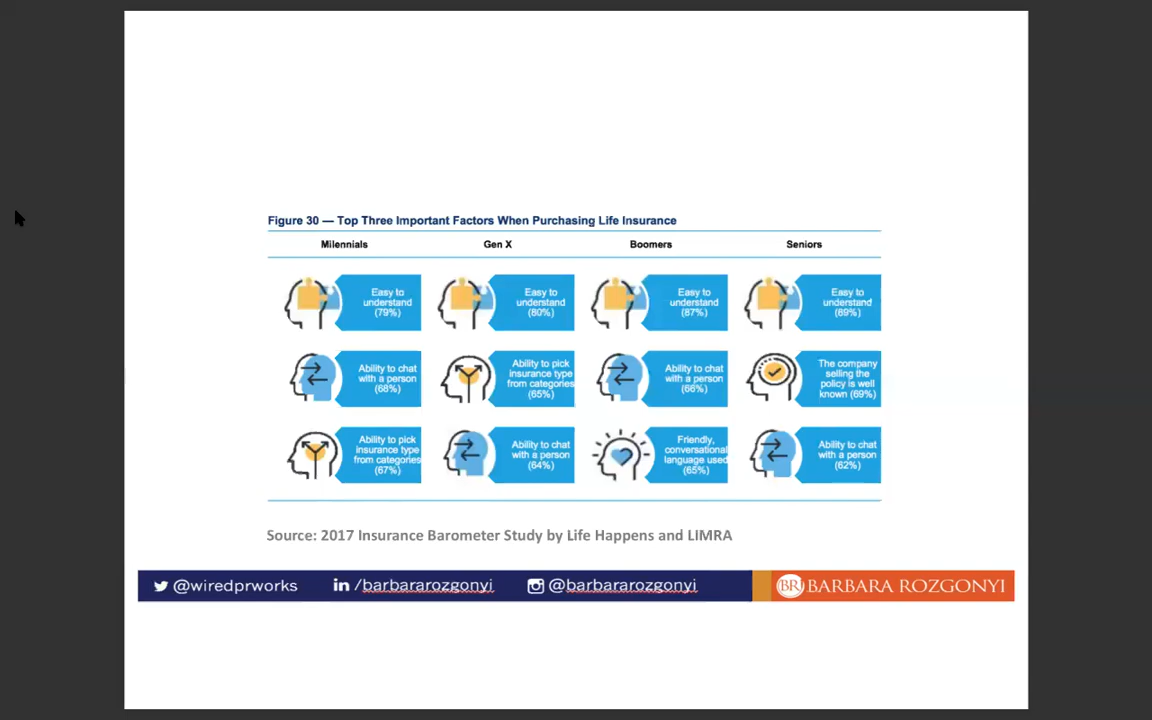 Figure 30 — Top Three Important Factors When Purchasing Life Insurance
Milennials
Gen X
Boomers
Seniors
Easy to
understand
(79%)
Easy to
understand
(80%)
Easy to
understand
(87%)
Easy to
understand
(89%)
Ability to chat
with a person
(68%)
Ability to pick
insurance type
from categories
(65%)
Ability to chat
with a person
(66%)
The company
selling the
policy is well
known (69%)
Ability to pick
insurance type
from categories
(67%)
Ability to chat
with a person
(64%)
Friendly,
conversational
language used
(65%)
Ability to chat
with a person
(62%)
Source: 2017 Insurance Barometer Study by Life Happens and LIMRA
@wiredprworks
in /barbararozgonyi
@barbararozgonyi
BR BARBARA ROZGONYI